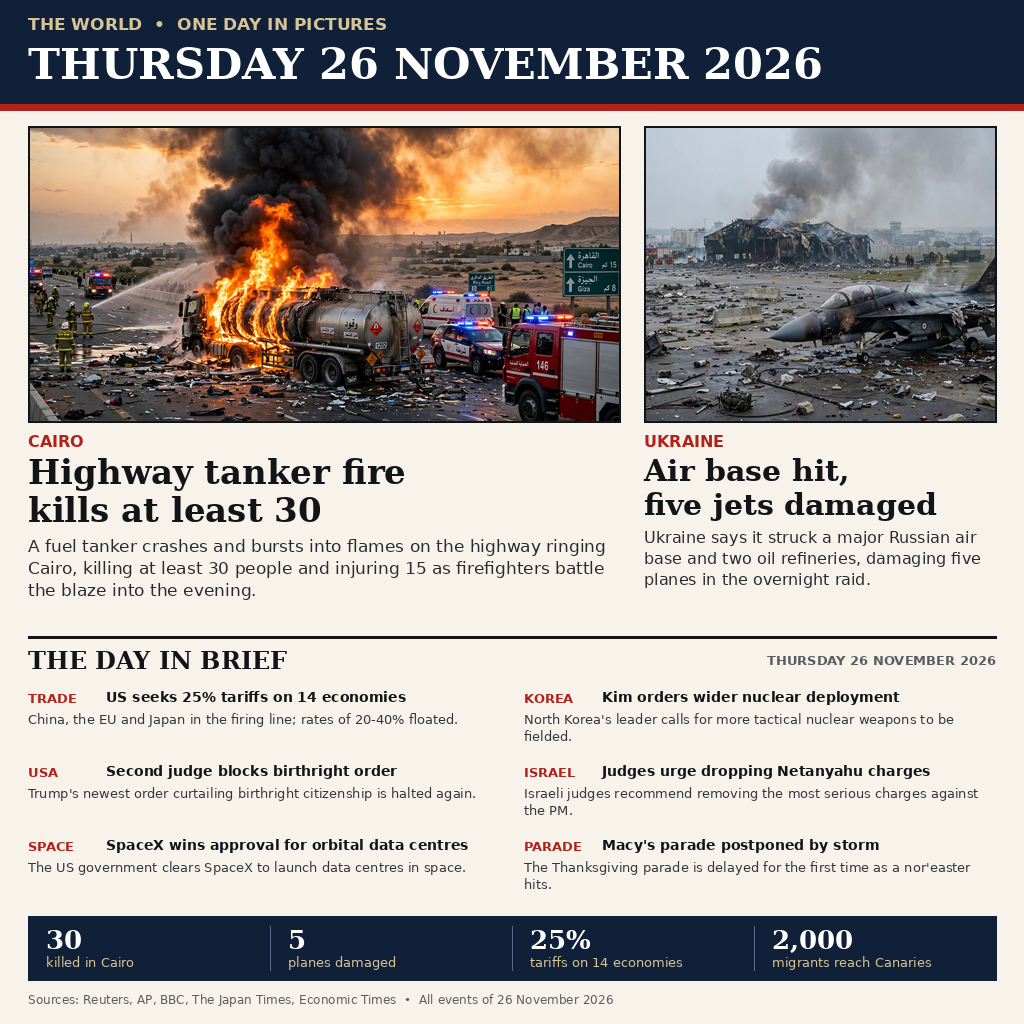 THE WORLD • ONE DAY IN PICTURES
THURSDAY 26 NOVEMBER 2026
القاهرة
Cairo 15 كم
الجيزة
Giza 8 كم
وقود
146
CAIRO
Highway tanker fire
kills at least 30
A fuel tanker crashes and bursts into flames on the highway ringing
Cairo, killing at least 30 people and injuring 15 as firefighters battle
the blaze into the evening.
UKRAINE
Air base hit,
five jets damaged
Ukraine says it struck a major Russian air
base and two oil refineries, damaging five
planes in the overnight raid.
THE DAY IN BRIEF
THURSDAY 26 NOVEMBER 2026
TRADE US seeks 25% tariffs on 14 economies
China, the EU and Japan in the firing line; rates of 20-40% floated.
KOREA Kim orders wider nuclear deployment
North Korea's leader calls for more tactical nuclear weapons to be
fielded.
USA Second judge blocks birthright order
Trump's newest order curtailing birthright citizenship is halted again.
ISRAEL Judges urge dropping Netanyahu charges
Israeli judges recommend removing the most serious charges against
the PM.
SPACE SpaceX wins approval for orbital data centres
The US government clears SpaceX to launch data centres in space.
PARADE Macy's parade postponed by storm
The Thanksgiving parade is delayed for the first time as a nor'easter
hits.
30
killed in Cairo
5
planes damaged
25%
tariffs on 14 economies
2,000
migrants reach Canaries
Sources: Reuters, AP, BBC, The Japan Times, Economic Times • All events of 26 November 2026